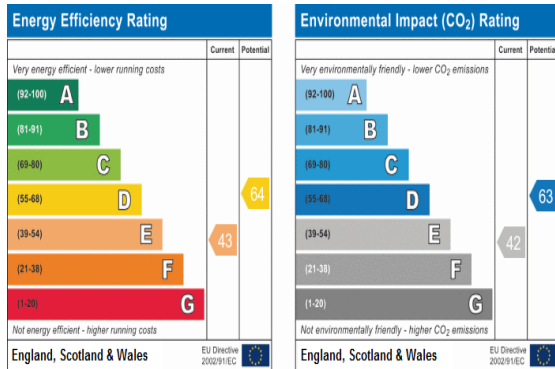 Energy Efficiency Rating
Current Potential
Very energy efficient - lower running costs
(92-100) A
(81-91) B
(69-80) C
(55-68) D
64
(39-54) E
43
(21-38) F
(1-20) G
Not energy efficient - higher running costs
England, Scotland & Wales
EU Directive
2002/91/EC
Environmental Impact (CO₂) Rating
Current Potential
Very environmentally friendly - lower CO₂ emissions
(92-100) A
(81-91) B
(69-80) C
(55-68) D
63
(39-54) E
42
(21-38) F
(1-20) G
Not environmentally friendly - higher CO₂ emissions
England, Scotland & Wales
EU Directive
2002/91/EC